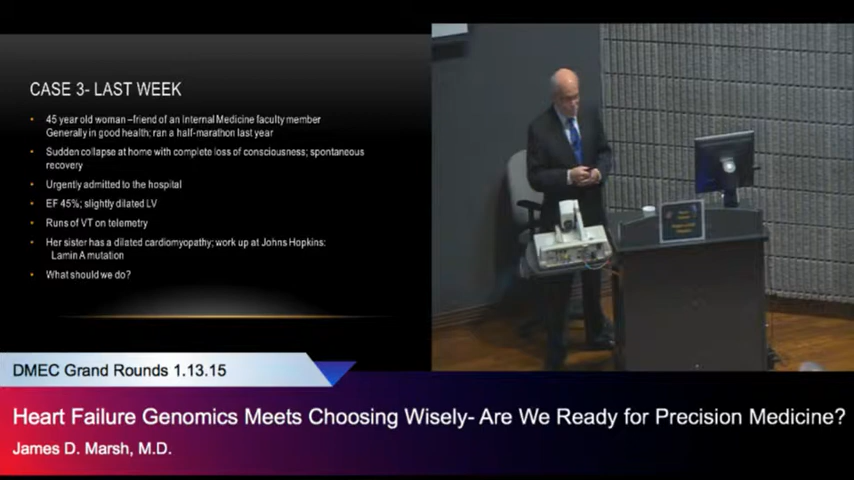 CASE 3- LAST WEEK
• 45 year old woman –friend of an Internal Medicine faculty member
Generally in good health; ran a half-marathon last year
• Sudden collapse at home with complete loss of consciousness; spontaneous
recovery
• Urgently admitted to the hospital
• EF 45%; slightly dilated LV
• Runs of VT on telemetry
• Her sister has a dilated cardiomyopathy; work up at Johns Hopkins:
Lamin A mutation
• What should we do?
DMEC Grand Rounds 1.13.15
Heart Failure Genomics Meets Choosing Wisely- Are We Ready for Precision Medicine?
James D. Marsh, M.D.